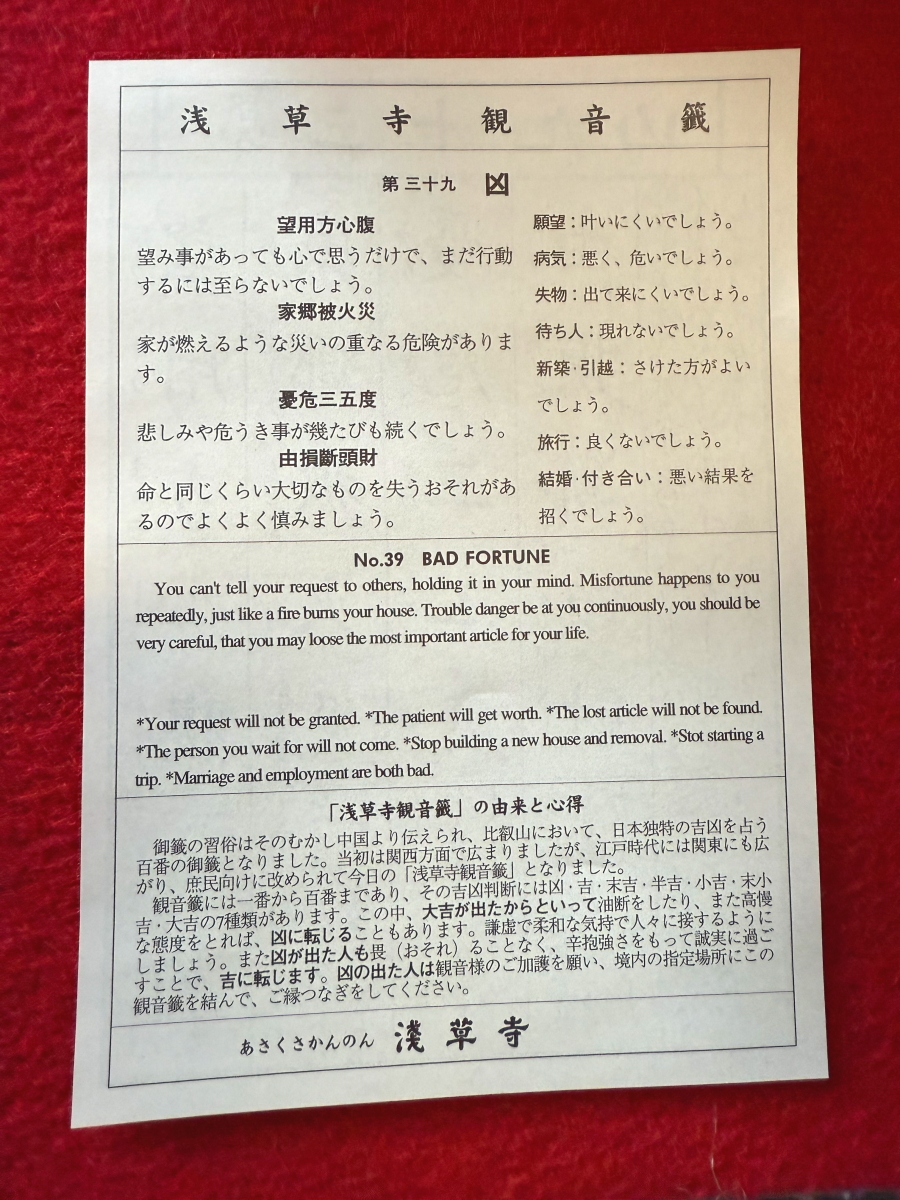 浅草寺観音籤
第三十九 凶
望用方心腹
望み事があっても心で思うだけで、まだ行動
するには至らないでしょう。
家郷被火災
家が燃えるような災いの重なる危険がありま
す。
憂危三五度
悲しみや危うき事が幾たびも続くでしょう。
由損斷頭財
命と同じくらい大切なものを失うおそれがあ
るのでよくよく慎みましょう。
願望：叶いにくいでしょう。
病気：悪く、危いでしょう。
失物：出て来にくいでしょう。
待ち人：現れないでしょう。
新築·引越：さけた方がよい
でしょう。
旅行：良くないでしょう。
結婚·付き合い：悪い結果を
招くでしょう。
No.39 BAD FORTUNE
You can't tell your request to others, holding it in your mind. Misfortune happens to you
repeatedly, just like a fire burns your house. Trouble danger be at you continuously, you should be
very careful, that you may loose the most important article for your life.
*Your request will not be granted. *The patient will get worth. *The lost article will not be found.
*The person you wait for will not come. *Stop building a new house and removal. *Stot starting a
trip. *Marriage and employment are both bad.
「浅草寺観音籤」の由来と心得
御籤の習俗はそのむかし中国より伝えられ、比叡山において、日本独特の吉凶を占う
百番の御籤となりました。当初は関西方面で広まりましたが、江戸時代には関東にも広
がり、庶民向けに改められて今日の「浅草寺観音籤」となりました。
観音籤には一番から百番まであり、その吉凶判断には凶·吉·末吉·半吉·小吉·末小
吉·大吉の7種類があります。この中、大吉が出たからといって油断をしたり、また高慢
な態度をとれば、凶に転じることもあります。謙虚で柔和な気持で人々に接するように
しましょう。また凶が出た人も畏（おそれ）ることなく、辛抱強さをもって誠実に過ご
すことで、吉に転じます。凶の出た人は観音様のご加護を願い、境内の指定場所にこの
観音籤を結んで、ご縁つなぎをしてください。
あさくさかんのん 淺草寺